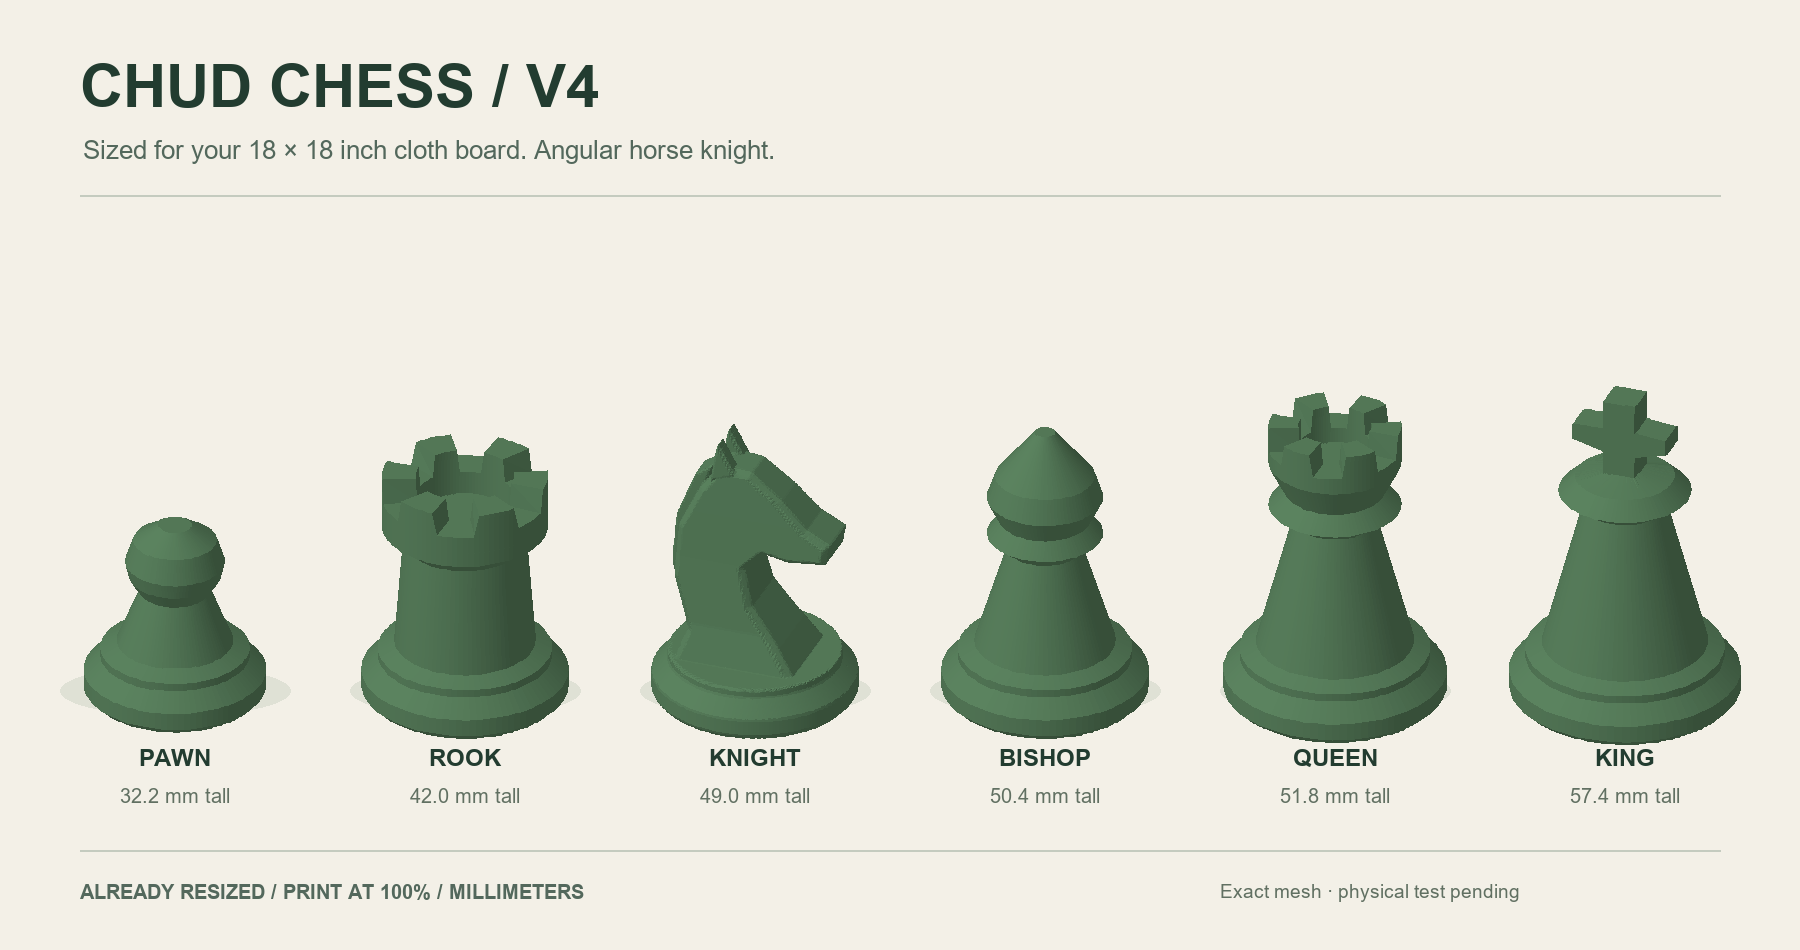 CHUD CHESS / V4
Sized for your 18 × 18 inch cloth board. Angular horse knight.
PAWN
32.2 mm tall
ROOK
42.0 mm tall
KNIGHT
49.0 mm tall
BISHOP
50.4 mm tall
QUEEN
51.8 mm tall
KING
57.4 mm tall
ALREADY RESIZED / PRINT AT 100% / MILLIMETERS
Exact mesh · physical test pending